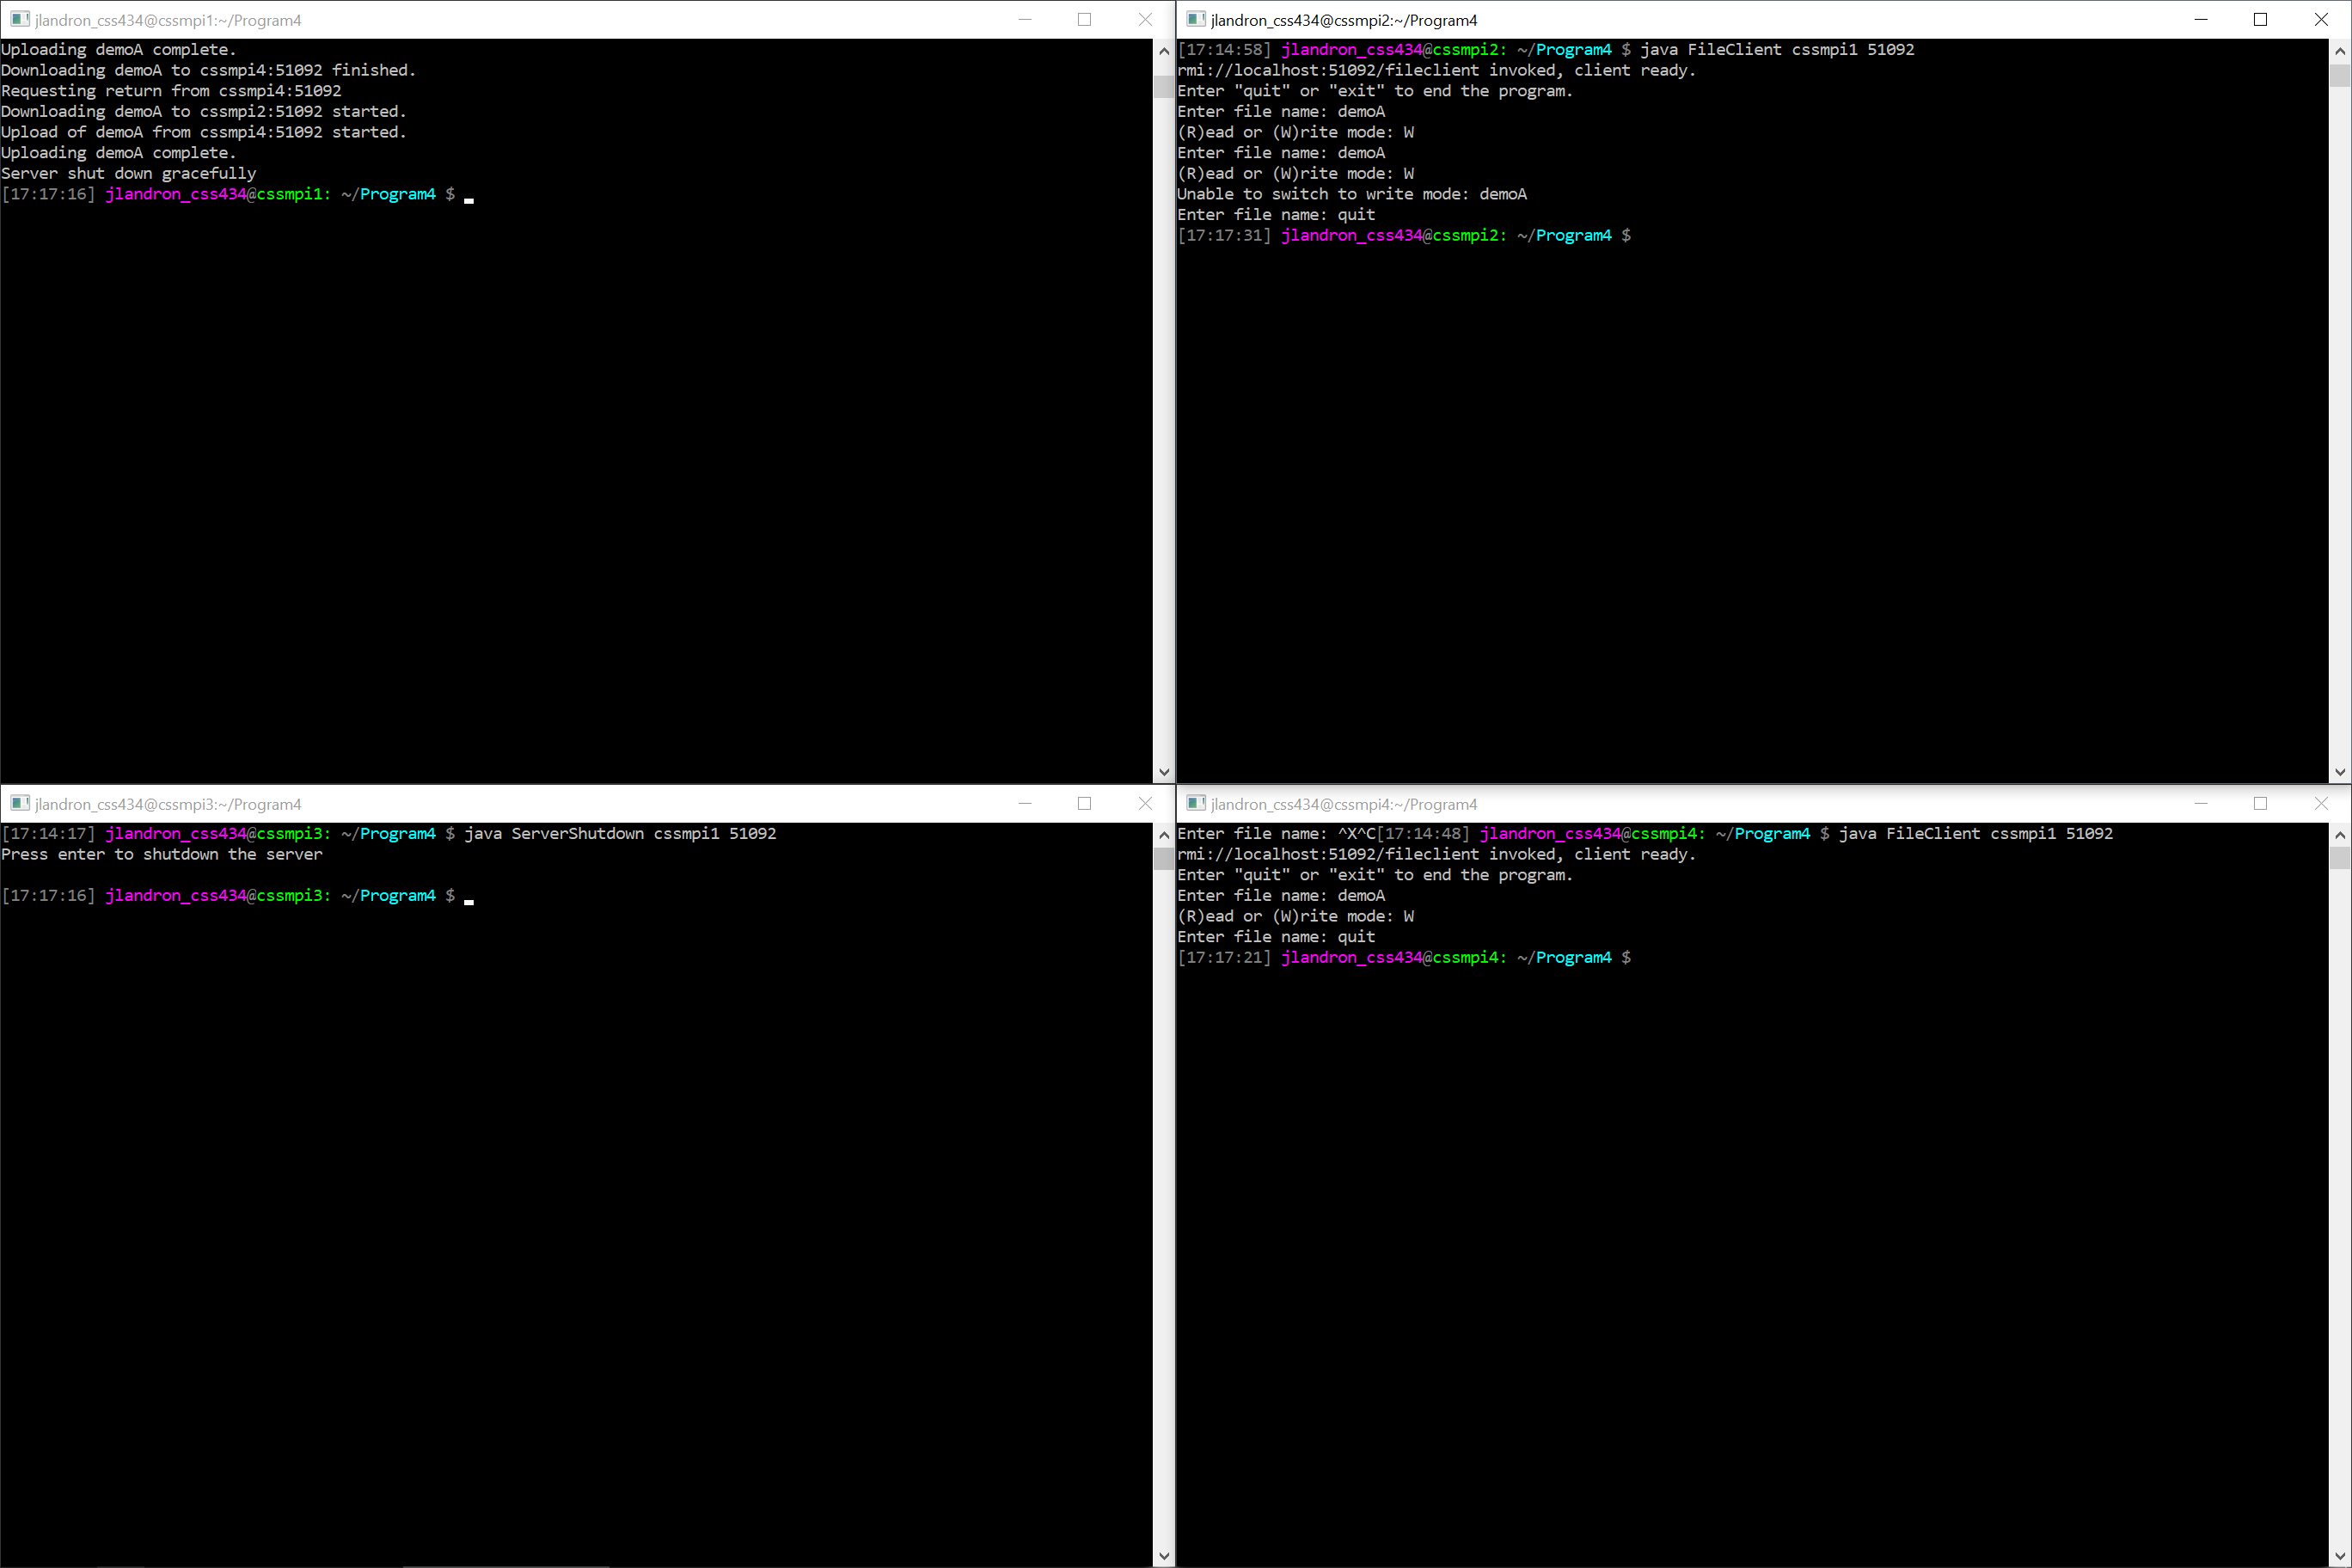 jlandron_css434@cssmpi1:~/Program4
Uploading demoA complete.
Downloading demoA to cssmpi4:51092 finished.
Requesting return from cssmpi4:51092
Downloading demoA to cssmpi2:51092 started.
Upload of demoA from cssmpi4:51092 started.
Uploading demoA complete.
Server shut down gracefully
[17:17:16] jlandron_css434@cssmpi1: ~/Program4 $
jlandron_css434@cssmpi2:~/Program4
[17:14:58] jlandron_css434@cssmpi2: ~/Program4 $ java FileClient cssmpi1 51092
rmi://localhost:51092/fileclient invoked, client ready.
Enter "quit" or "exit" to end the program.
Enter file name: demoA
(R)ead or (W)rite mode: W
Enter file name: demoA
(R)ead or (W)rite mode: W
Unable to switch to write mode: demoA
Enter file name: quit
[17:17:31] jlandron_css434@cssmpi2: ~/Program4 $
jlandron_css434@cssmpi3:~/Program4
[17:14:17] jlandron_css434@cssmpi3: ~/Program4 $ java ServerShutdown cssmpi1 51092
Press enter to shutdown the server
[17:17:16] jlandron_css434@cssmpi3: ~/Program4 $
jlandron_css434@cssmpi4:~/Program4
Enter file name: ^X^C[17:14:48] jlandron_css434@cssmpi4: ~/Program4 $ java FileClient cssmpi1 51092
rmi://localhost:51092/fileclient invoked, client ready.
Enter "quit" or "exit" to end the program.
Enter file name: demoA
(R)ead or (W)rite mode: W
Enter file name: quit
[17:17:21] jlandron_css434@cssmpi4: ~/Program4 $